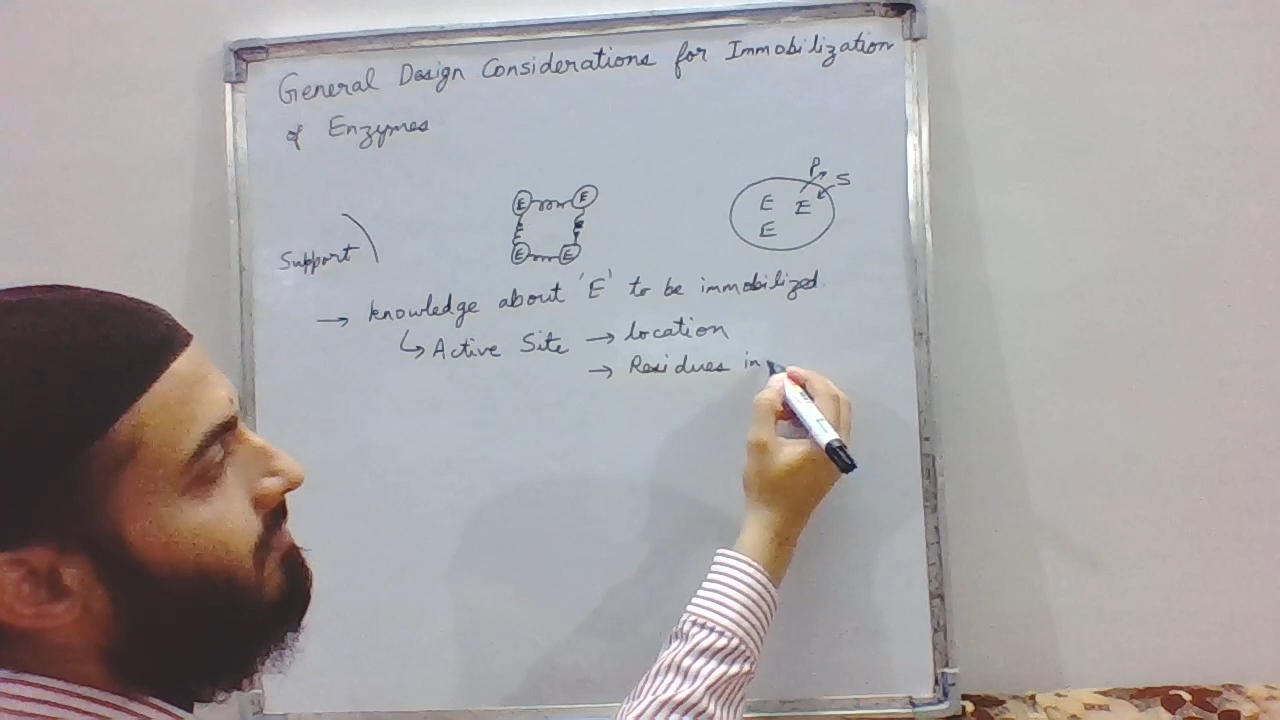 General Design Considerations for Immobilization
of Enzymes
P
S
E E
E E
E
E E
E
Support
→ knowledge about 'E' to be immobilized.
↳ Active Site → location
→ Residues in